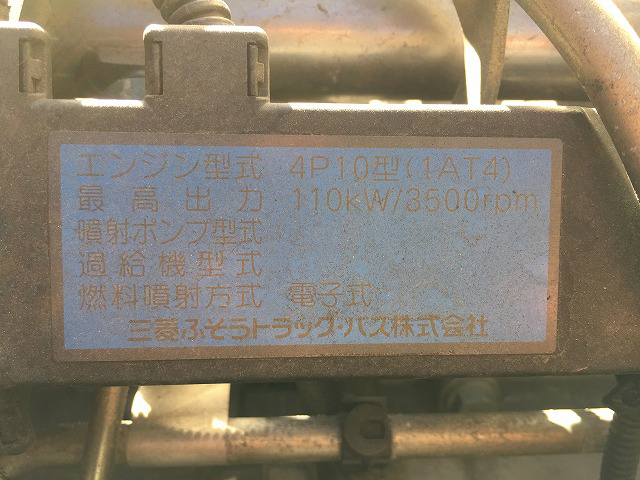 エンジン型式 4P10型(1AT4)
最高出力 110kW/3500rpm
噴射ポンプ型式
過給機型式
燃料噴射方式 電子式
三菱ふそうトラック・バス株式会社